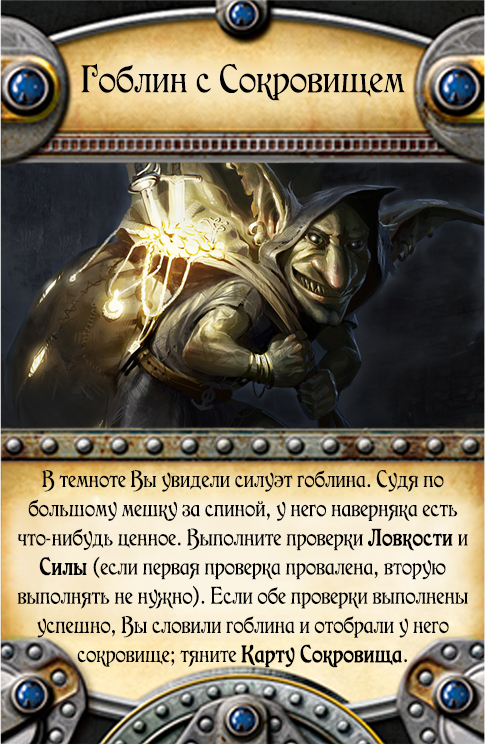 Гоблин с Сокровищем
В темноте Вы увидели силуэт гоблина. Судя по
большому мешку за спиной, у него наверняка есть
что-нибудь ценное. Выполните проверки Ловкости и
Силы (если первая проверка провалена, вторую
выполнять не нужно). Если обе проверки выполнены
успешно, Вы словили гоблина и отобрали у него
сокровище; тяните Карту Сокровища.